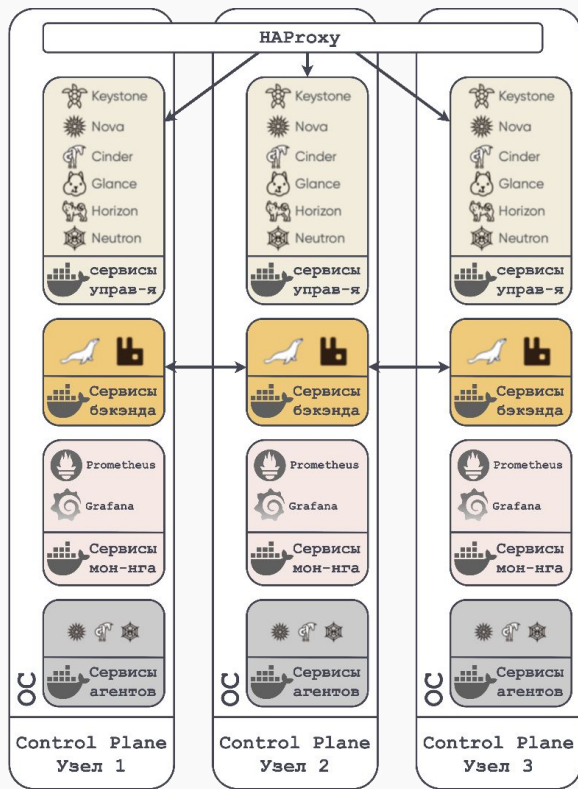 HAProxy
Keystone
Nova
Cinder
Glance
Horizon
Neutron
сервисы
управ-я
Сервисы
бэкэнда
Prometheus
Grafana
Сервисы
мон-нга
Сервисы
агентов
ОС
Control Plane
Узел 1
Keystone
Nova
Cinder
Glance
Horizon
Neutron
сервисы
управ-я
Сервисы
бэкэнда
Prometheus
Grafana
Сервисы
мон-нга
Сервисы
агентов
ОС
Control Plane
Узел 2
Keystone
Nova
Cinder
Glance
Horizon
Neutron
сервисы
управ-я
Сервисы
бэкэнда
Prometheus
Grafana
Сервисы
мон-нга
Сервисы
агентов
ОС
Control Plane
Узел 3